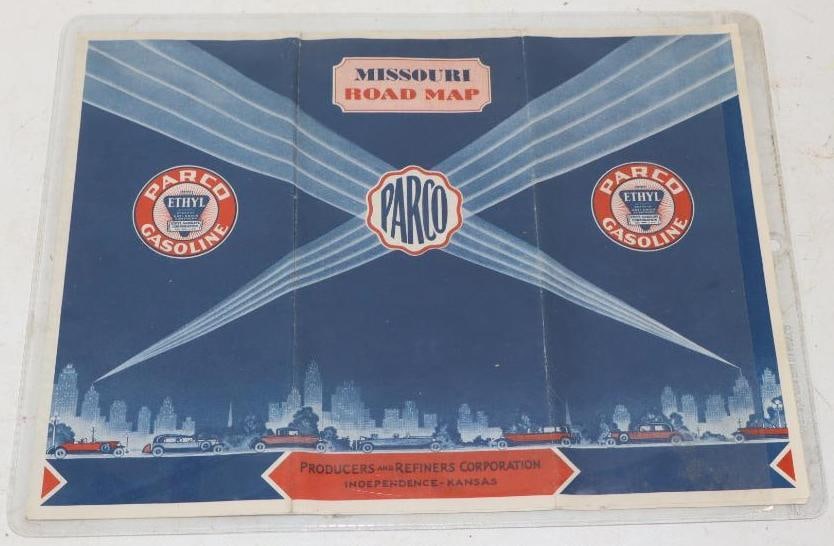 MISSOURI
ROAD MAP
PARCO
ETHYL
GASOLINE
PARCO
PARCO
ETHYL
GASOLINE
PRODUCERS AND REFINERS CORPORATION
INDEPENDENCE-KANSAS